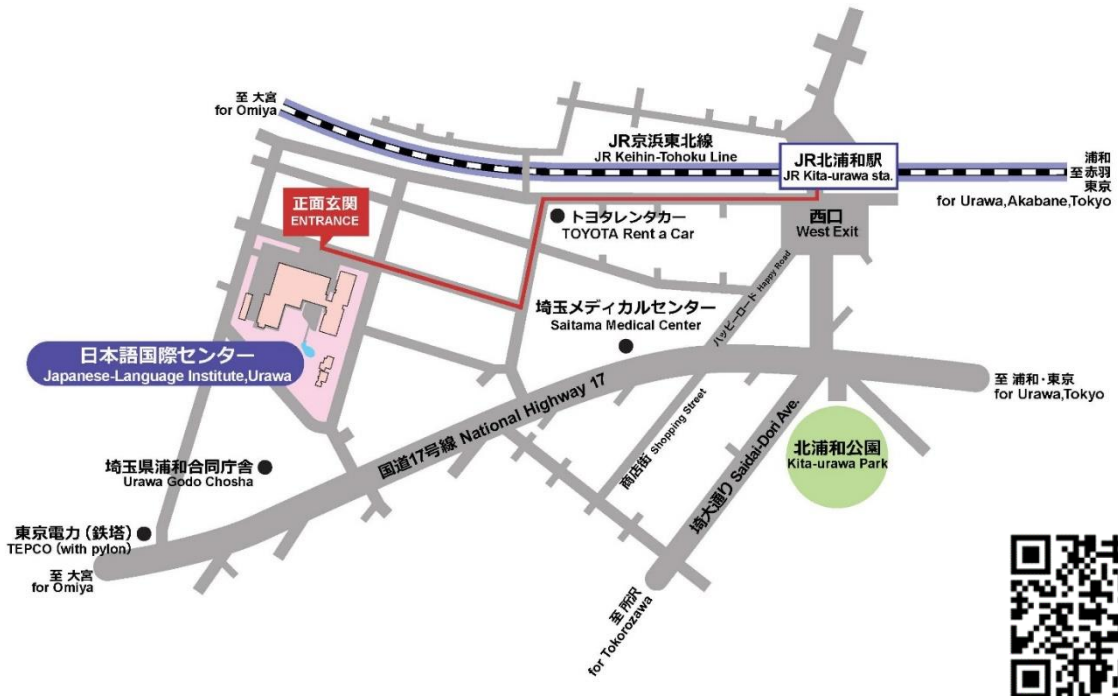 至 大宮
for Omiya
JR京浜東北線
JR Keihin-Tohoku Line
JR北浦和駅
JR Kita-urawa sta.
浦和
至赤羽
東京
for Urawa,Akabane,Tokyo
正面玄関
ENTRANCE
トヨタレンタカー
TOYOTA Rent a Car
西口
West Exit
埼玉メディカルセンター
Saitama Medical Center
ハッピーロード Happy Road
日本語国際センター
Japanese-Language Institute,Urawa
国道17号線 National Highway 17
至 浦和・東京
for Urawa,Tokyo
商店街 Shopping Street
埼大通り Saidai-Dori Ave.
北浦和公園
Kita-urawa Park
埼玉県浦和合同庁舎
Urawa Godo Chosha
東京電力（鉄塔）
TEPCO (with pylon)
至 大宮
for Omiya
至 所沢
for Tokorozawa